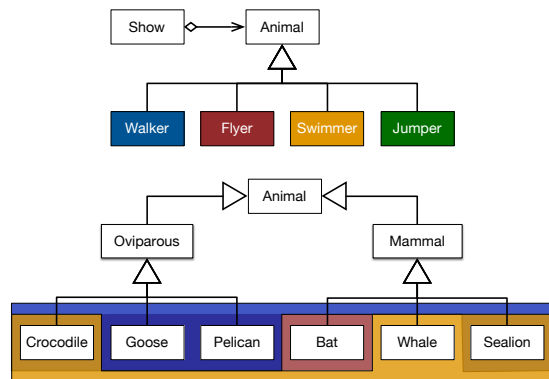 Show Animal
Walker Flyer Swimmer Jumper
Animal
Oviparous Mammal
Crocodile Goose Pelican Bat Whale Sealion